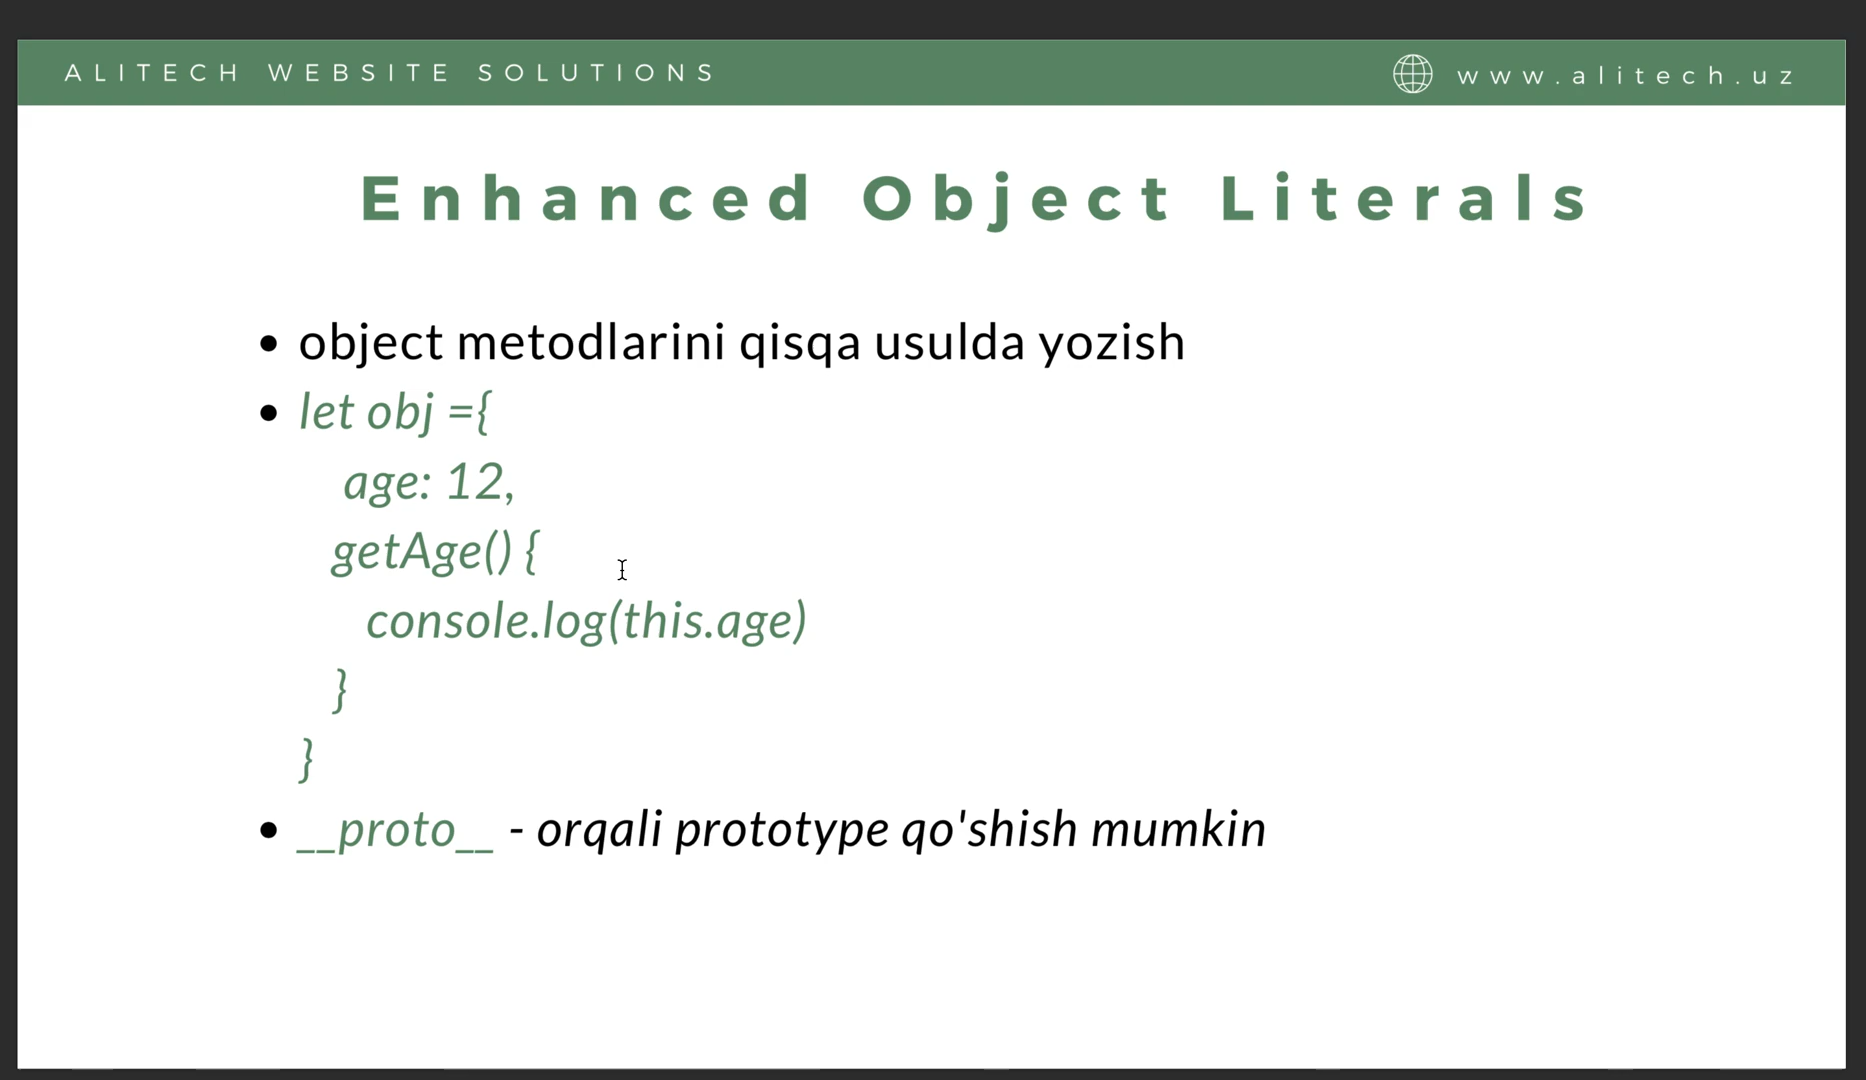 ALITECH WEBSITE SOLUTIONS
www.alitech.uz
Enhanced Object Literals
• object metodlarini qisqa usulda yozish
• let obj ={
age: 12,
getAge() {
console.log(this.age)
}
}
• __proto__ - orqali prototype qo'shish mumkin